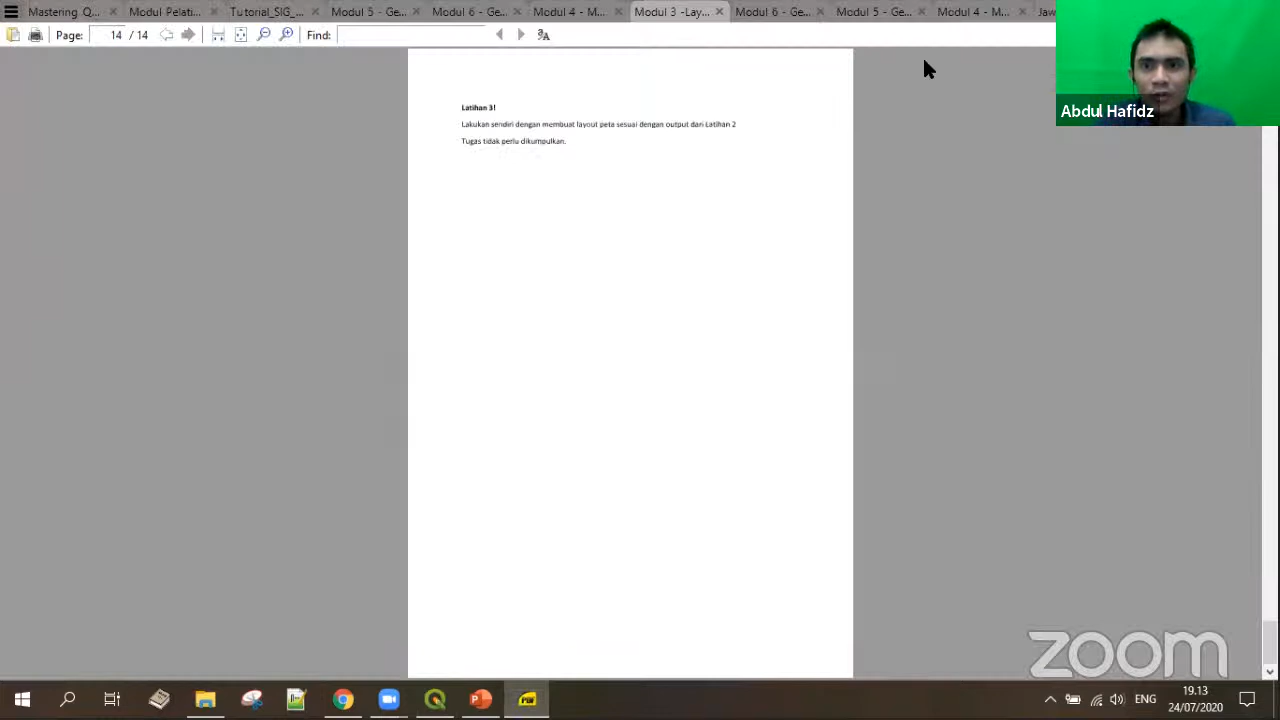 Mastering Q...
Modul Pelati...
Tutorial_SIG_...
Modul 5 - Ge...
Modul 6 - Ge...
Modul 4 - M...
Modul 3 -Lay...
Modul 6 - Ge...
Modul 5 - Ge...
Modul 4 - M...
Jaw
Page: 14 / 14 Find:
Abdul Hafidz
Latihan 3!
Lakukan sendiri dengan membuat layout peta sesuai dengan output dari Latihan 2
Tugas tidak perlu dikumpulkan.
zoom
ENG
19.13
24/07/2020